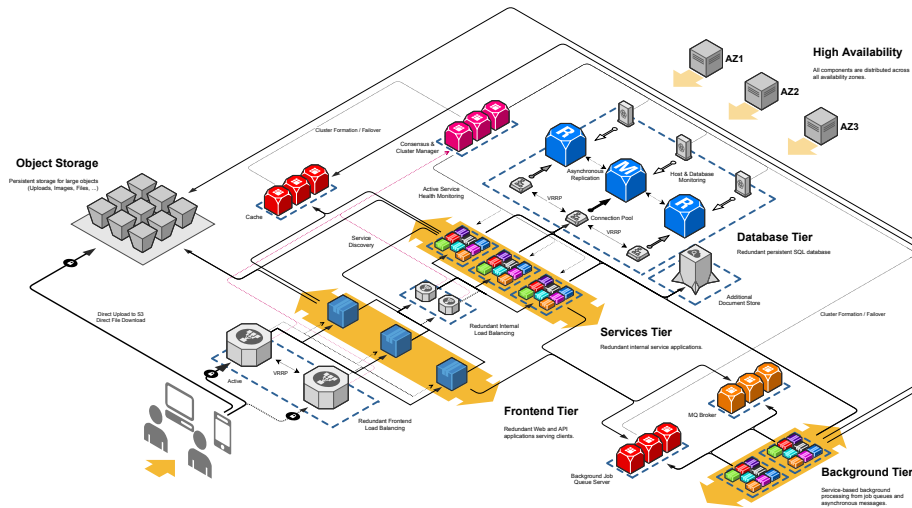 High Availability
All components are distributed across
all availability zones.
AZ1
AZ2
AZ3
Cluster Formation / Failover
Consensus &
Cluster Manager
R
Asynchronous
Replication
M
Host & Database
Monitoring
R
Object Storage
Persistent storage for large objects
(Uploads, Images, Files, ...)
Cache
Active Service
Health Monitoring
VRRP
Connection Pool
VRRP
Service
Discovery
Database Tier
Redundant persistent SQL database
Additional
Document Store
Direct Upload to S3
Direct File Download
Redundant Internal
Load Balancing
Services Tier
Redundant internal service applications.
Cluster Formation / Failover
VRRP
Active
Redundant Frontend
Load Balancing
Frontend Tier
Redundant Web and API
applications serving clients.
MQ Broker
Background Job
Queue Server
Background Tier
Service-based background
processing from job queues and
asynchronous messages.